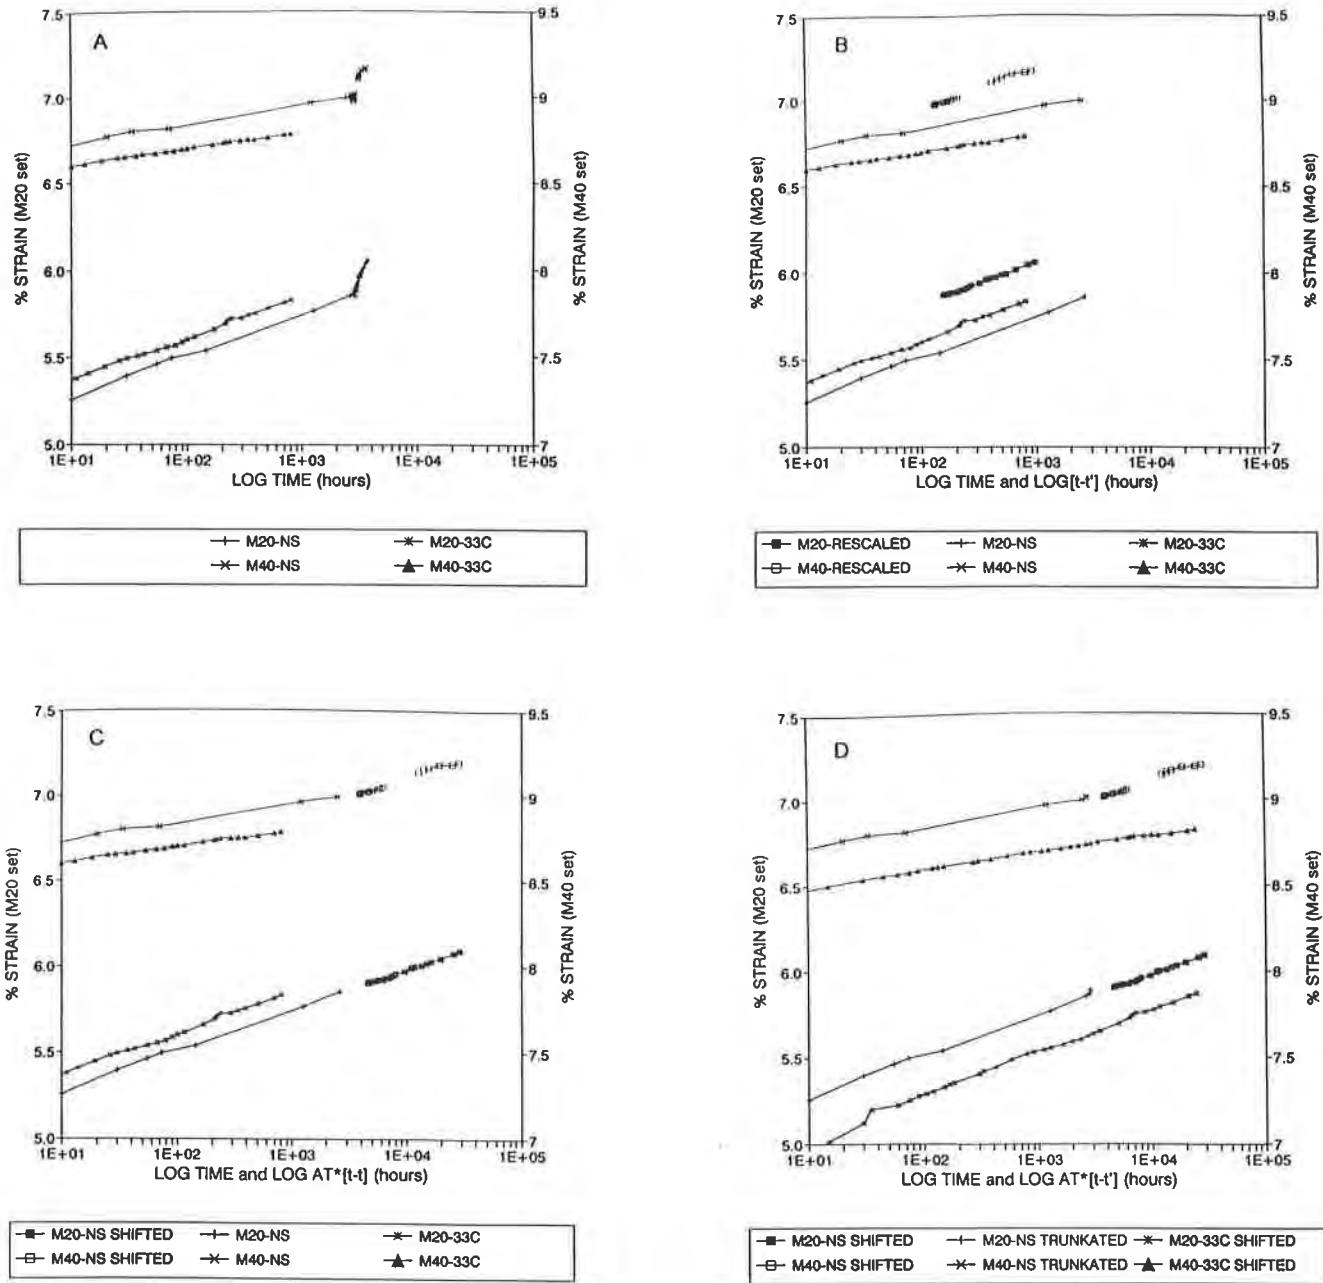 A
7.5
7.0
6.5
6.0
5.5
5.0
% STRAIN (M20 set)
9.5
9
8.5
8
7.5
7
% STRAIN (M40 set)
1E+01 1E+02 1E+03 1E+04 1E+05
LOG TIME (hours)
M20-NS M20-33C
M40-NS M40-33C
B
7.5
7.0
6.5
6.0
5.5
5.0
% STRAIN (M20 set)
9.5
9
8.5
8
7.5
7
% STRAIN (M40 set)
1E+01 1E+02 1E+03 1E+04 1E+05
LOG TIME and LOG[t-t'] (hours)
M20-RESCALED M20-NS M20-33C
M40-RESCALED M40-NS M40-33C
C
7.5
7.0
6.5
6.0
5.5
5.0
% STRAIN (M20 set)
9.5
9
8.5
8
7.5
7
% STRAIN (M40 set)
1E+01 1E+02 1E+03 1E+04 1E+05
LOG TIME and LOG AT*[t-t] (hours)
M20-NS SHIFTED M20-NS M20-33C
M40-NS SHIFTED M40-NS M40-33C
D
7.5
7.0
6.5
6.0
5.5
5.0
% STRAIN (M20 set)
9.5
9
8.5
8
7.5
7
% STRAIN (M40 set)
1E+01 1E+02 1E+03 1E+04 1E+05
LOG TIME and LOG AT*[t-t'] (hours)
M20-NS SHIFTED M20-NS TRUNKATED M20-33C SHIFTED
M40-NS SHIFTED M40-NS TRUNKATED M40-33C SHIFTED